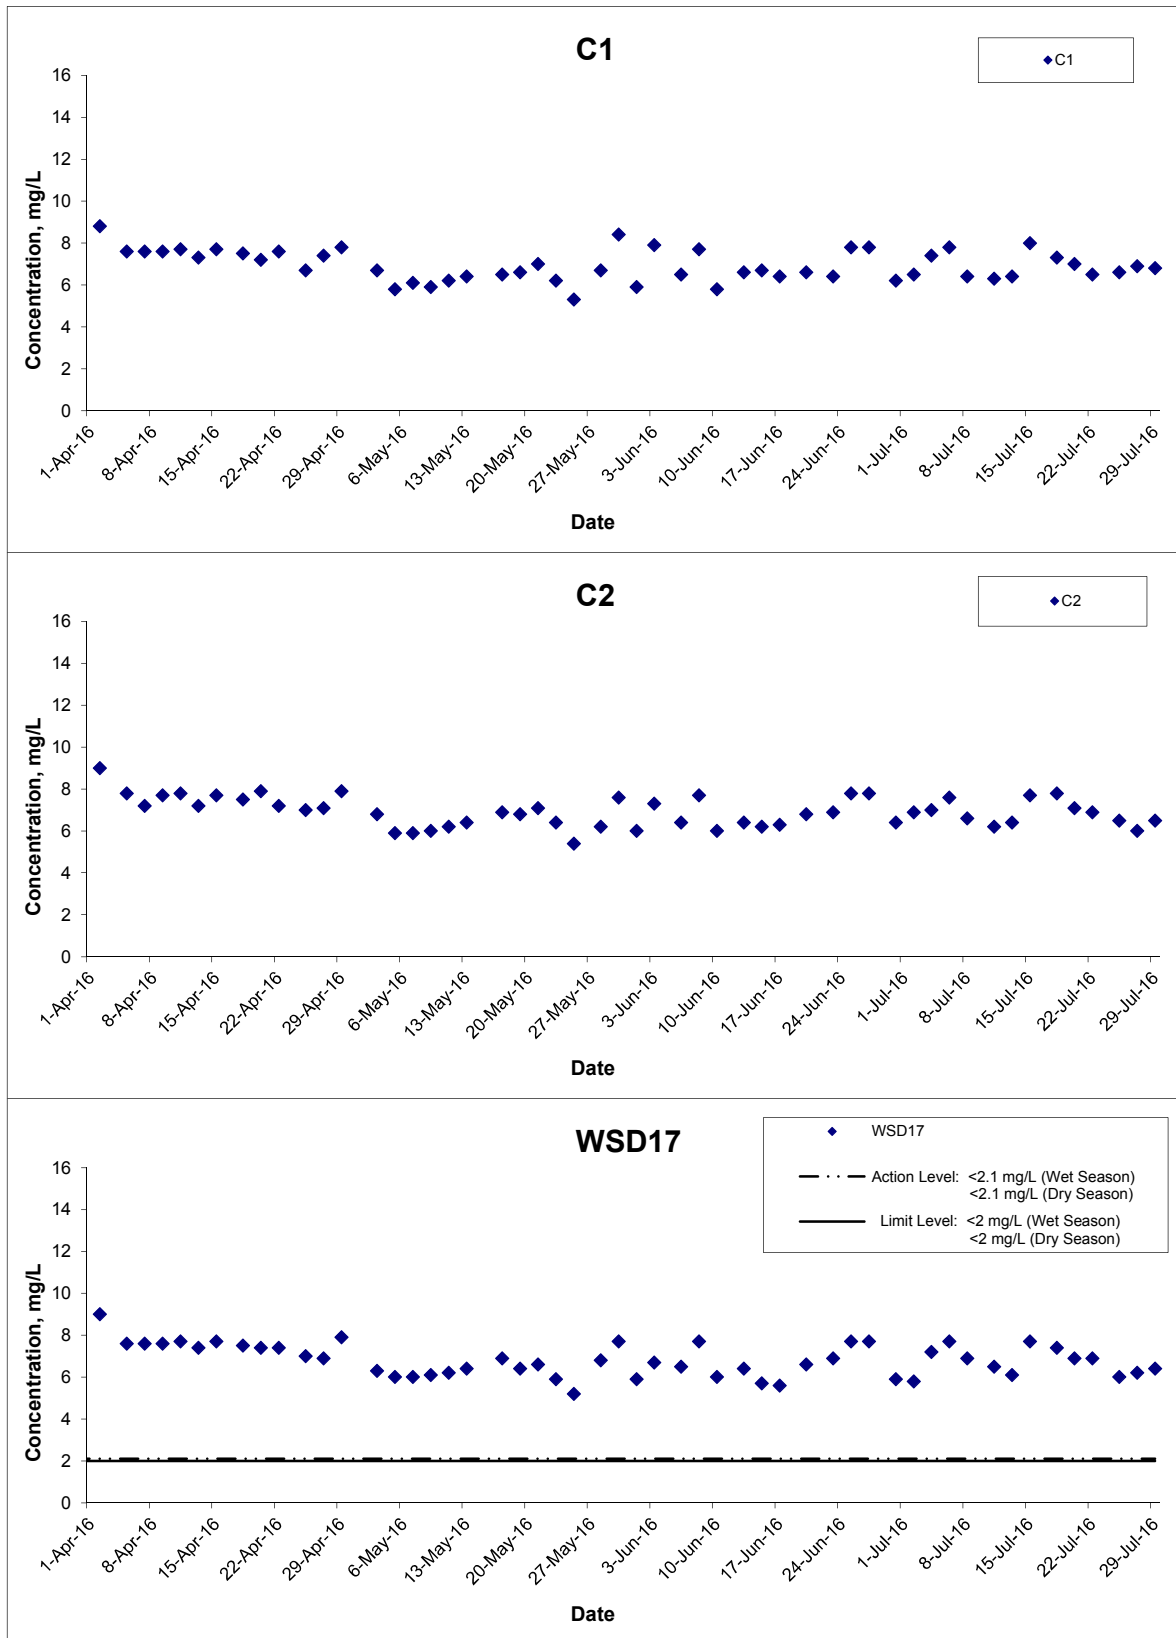 C1
C1
16
14
12
10
8
6
4
2
0
Concentration, mg/L
1-Apr-16
8-Apr-16
15-Apr-16
22-Apr-16
29-Apr-16
6-May-16
13-May-16
20-May-16
27-May-16
3-Jun-16
10-Jun-16
17-Jun-16
24-Jun-16
1-Jul-16
8-Jul-16
15-Jul-16
22-Jul-16
29-Jul-16
Date
C2
C2
16
14
12
10
8
6
4
2
0
Concentration, mg/L
1-Apr-16
8-Apr-16
15-Apr-16
22-Apr-16
29-Apr-16
6-May-16
13-May-16
20-May-16
27-May-16
3-Jun-16
10-Jun-16
17-Jun-16
24-Jun-16
1-Jul-16
8-Jul-16
15-Jul-16
22-Jul-16
29-Jul-16
Date
WSD17
WSD17
Action Level: <2.1 mg/L (Wet Season)
<2.1 mg/L (Dry Season)
Limit Level: <2 mg/L (Wet Season)
<2 mg/L (Dry Season)
16
14
12
10
8
6
4
2
0
Concentration, mg/L
1-Apr-16
8-Apr-16
15-Apr-16
22-Apr-16
29-Apr-16
6-May-16
13-May-16
20-May-16
27-May-16
3-Jun-16
10-Jun-16
17-Jun-16
24-Jun-16
1-Jul-16
8-Jul-16
15-Jul-16
22-Jul-16
29-Jul-16
Date